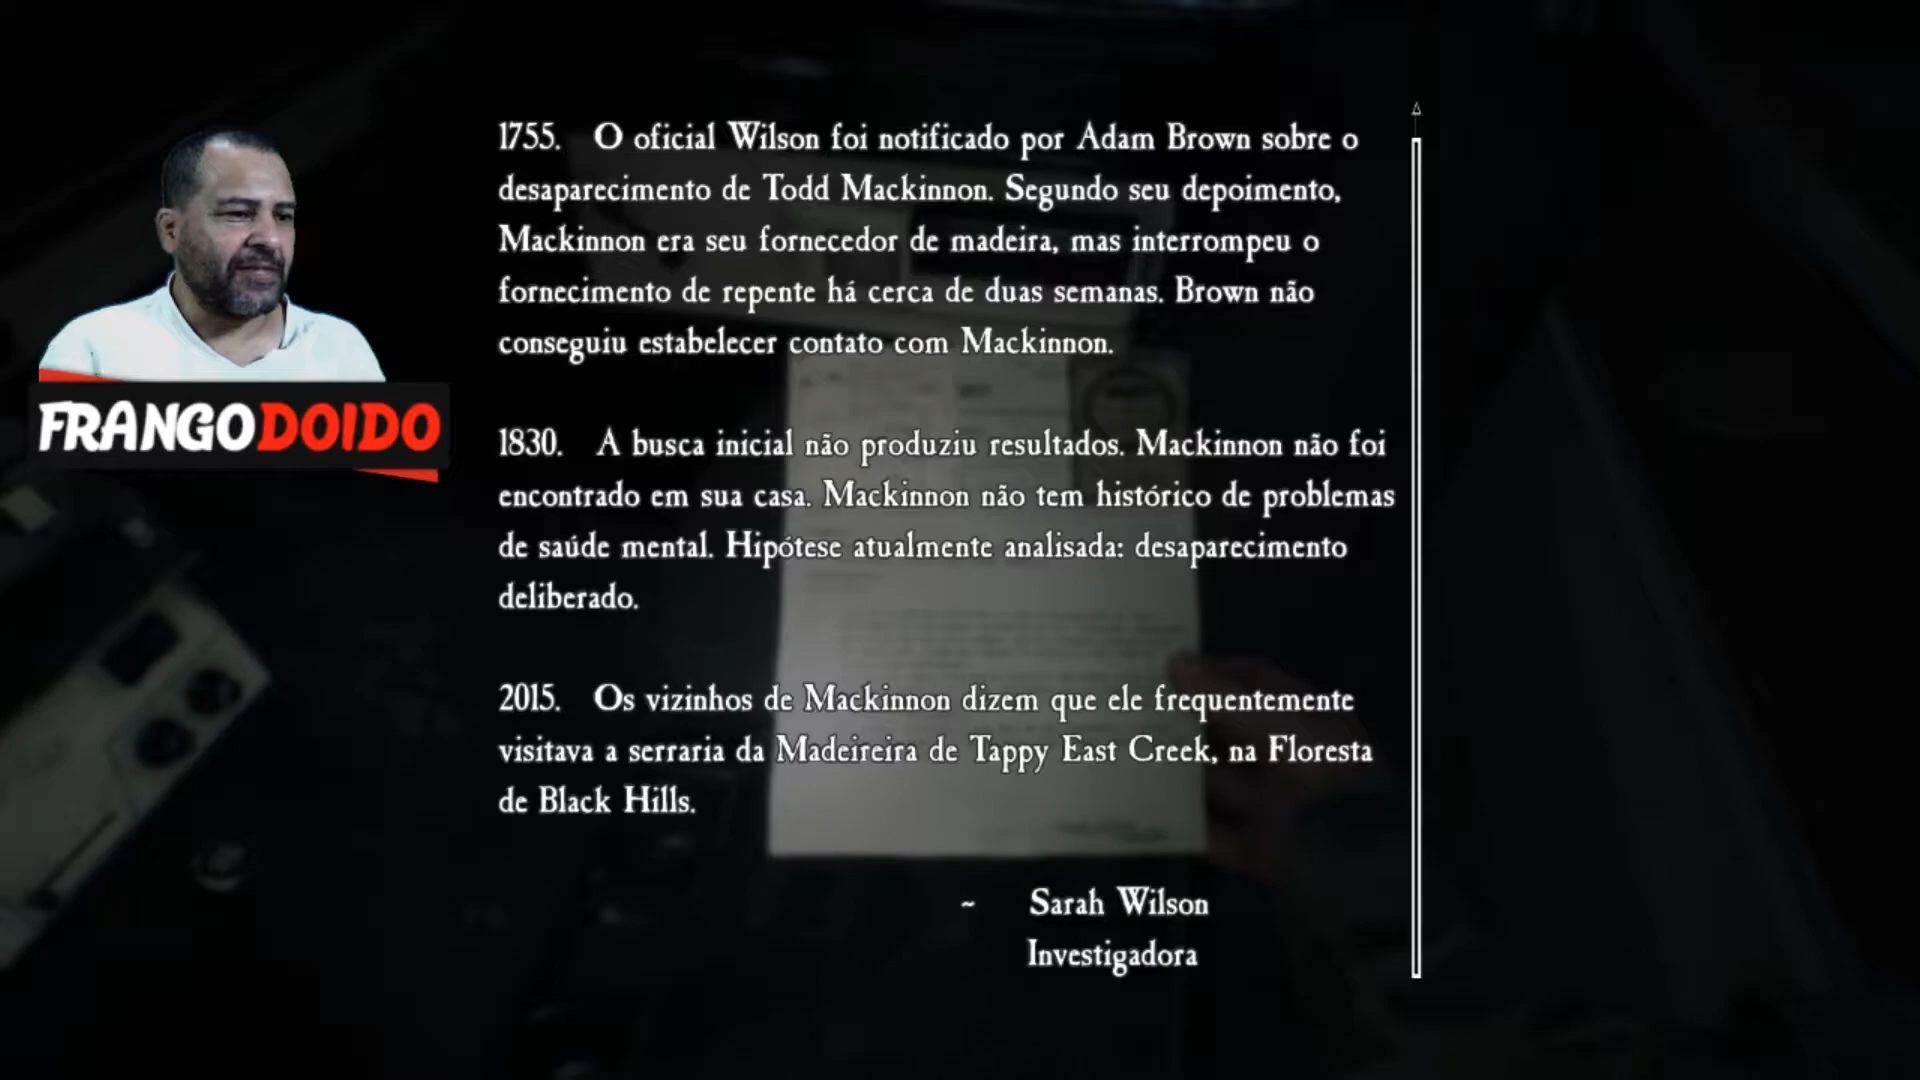 FRANGODOIDO
1755. O oficial Wilson foi notificado por Adam Brown sobre o
desaparecimento de Todd Mackinnon. Segundo seu depoimento,
Mackinnon era seu fornecedor de madeira, mas interrompeu o
fornecimento de repente há cerca de duas semanas. Brown não
conseguiu estabelecer contato com Mackinnon.
1830. A busca inicial não produziu resultados. Mackinnon não foi
encontrado em sua casa. Mackinnon não tem histórico de problemas
de saúde mental. Hipótese atualmente analisada: desaparecimento
deliberado.
2015. Os vizinhos de Mackinnon dizem que ele frequentemente
visitava a serraria da Madeireira de Tappy East Creek, na Floresta
de Black Hills.
~ Sarah Wilson
Investigadora